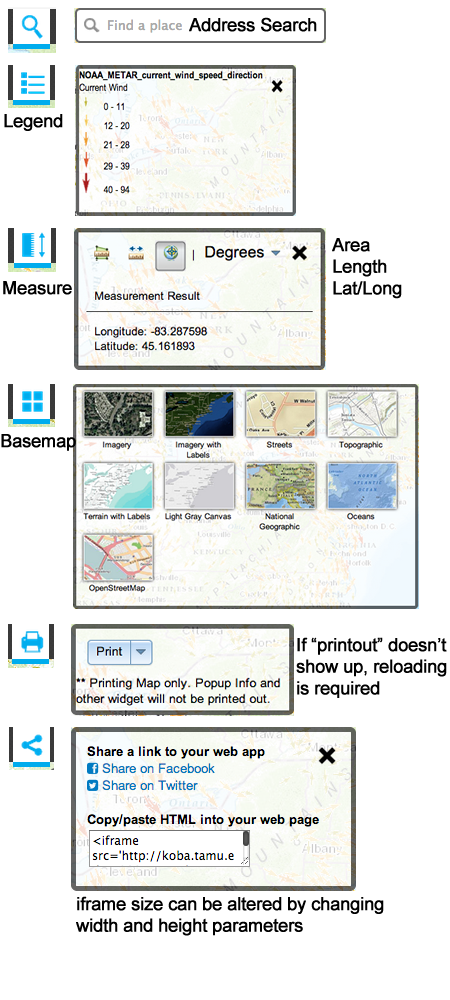 Find a place Address Search
Legend
NOAA_METAR_current_wind_speed_direction
Current Wind
0 - 11
12 - 20
21 - 28
29 - 39
40 - 94
Measure
| Degrees
Measurement Result
Longitude: -83.287598
Latitude: 45.161893
Area
Length
Lat/Long
Basemap
Imagery
Imagery with
Labels
Streets
Topographic
Terrain with Labels
Light Gray Canvas
National
Geographic
Oceans
OpenStreetMap
Print
** Printing Map only. Popup Info and
other widget will not be printed out.
If “printout” doesn’t
show up, reloading
is required
Share a link to your web app
Share on Facebook
Share on Twitter
Copy/paste HTML into your web page
<iframe
src='http://koba.tamu.e
iframe size can be altered by changing
width and height parameters